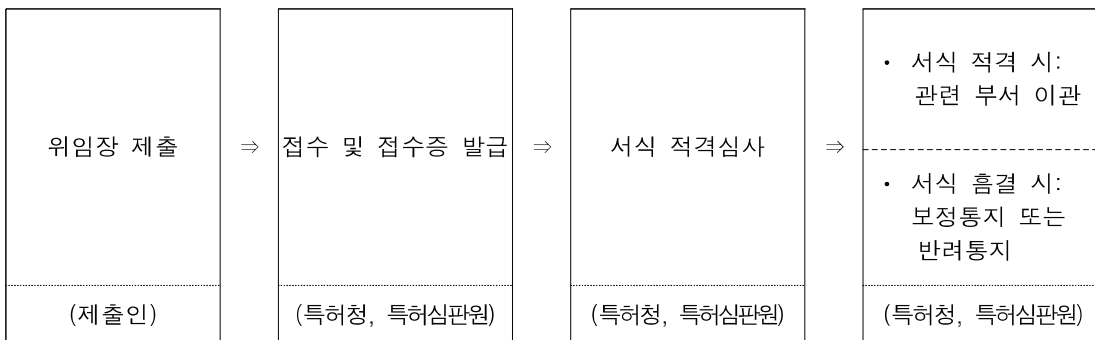 위임장 제출
(제출인)
⇒
접수 및 접수증 발급
(특허청, 특허심판원)
⇒
서식 적격심사
(특허청, 특허심판원)
⇒
• 서식 적격 시:
관련 부서 이관
• 서식 흠결 시:
보정통지 또는
반려통지
(특허청, 특허심판원)